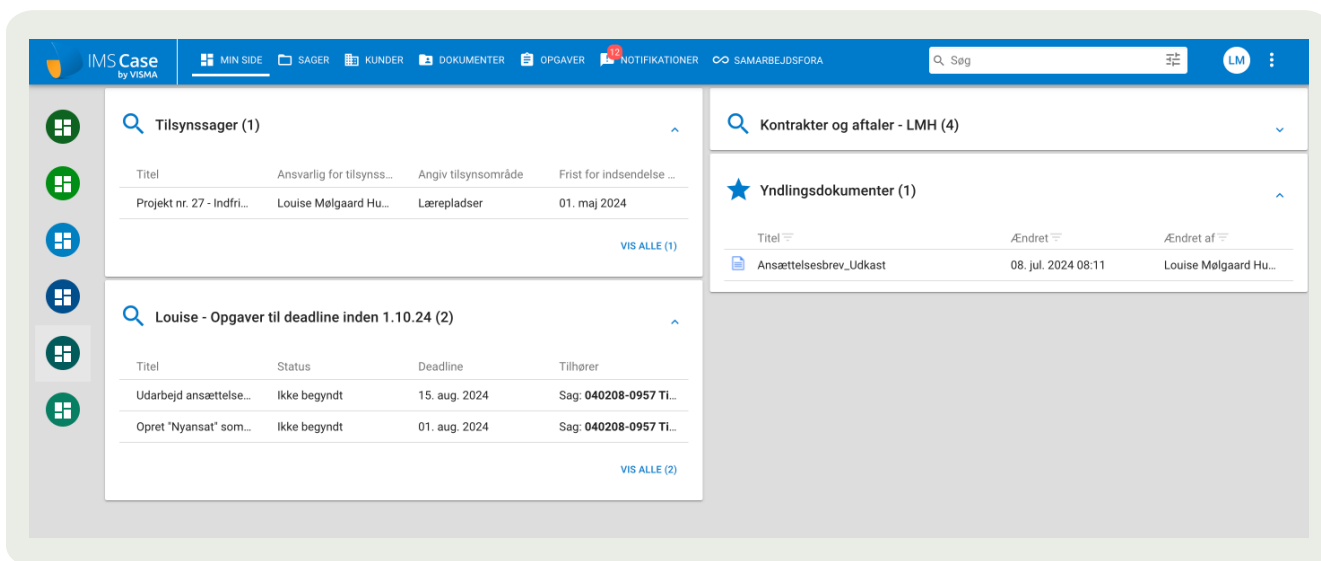 IMS Case
by VISMA
MIN SIDE SAGER KUNDER DOKUMENTER OPGAVER 12 NOTIFIKATIONER SAMARBEJDSFORA
Søg
LM
Tilsynssager (1)
Titel Ansvarlig for tilsynss... Angiv tilsynsområde Frist for indsendelse ...
Projekt nr. 27 - Indfri... Louise Mølgaard Hu... Lærepladser 01. maj 2024
VIS ALLE (1)
Louise - Opgaver til deadline inden 1.10.24 (2)
Titel Status Deadline Tilhører
Udarbejd ansættelse... Ikke begyndt 15. aug. 2024 Sag: 040208-0957 Ti...
Opret "Nyansat" som... Ikke begyndt 01. aug. 2024 Sag: 040208-0957 Ti...
VIS ALLE (2)
Kontrakter og aftaler - LMH (4)
Yndlingsdokumenter (1)
Titel Ændret Ændret af
Ansættelsesbrev_Udkast 08. jul. 2024 08:11 Louise Mølgaard Hu...